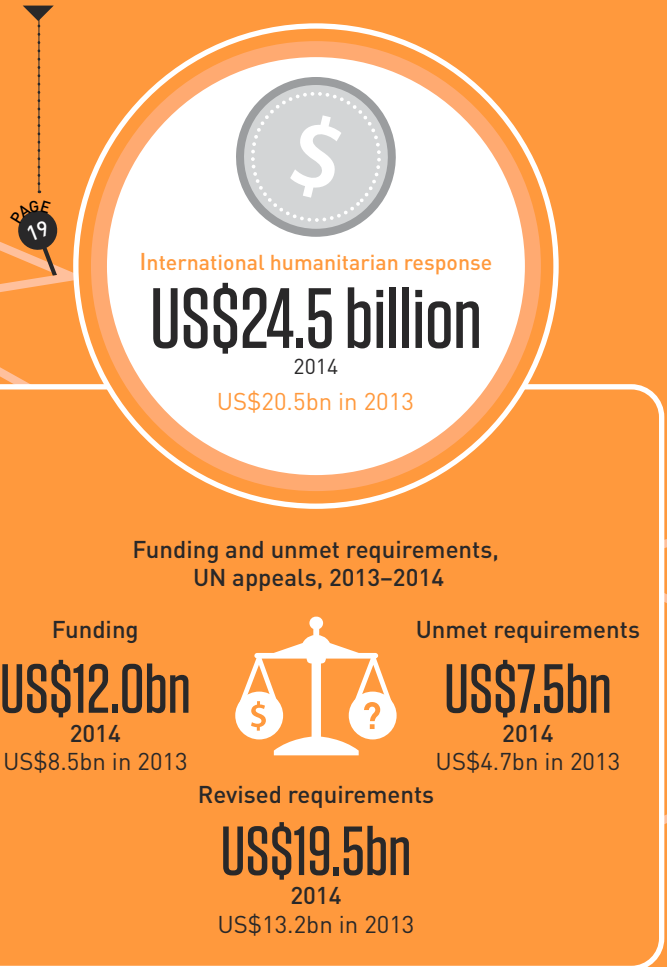 PAGE
19
$
International humanitarian response
US$24.5 billion
2014
US$20.5bn in 2013
Funding and unmet requirements,
UN appeals, 2013–2014
Funding
US$12.0bn
2014
US$8.5bn in 2013
$
?
Unmet requirements
US$7.5bn
2014
US$4.7bn in 2013
Revised requirements
US$19.5bn
2014
US$13.2bn in 2013